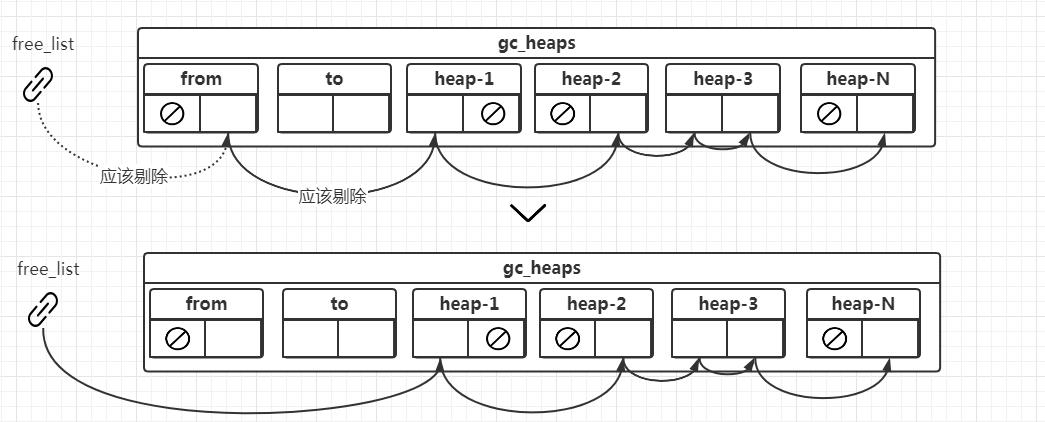 free_list
gc_heaps
from
to
heap-1
heap-2
heap-3
heap-N
应该剔除
应该剔除
free_list
gc_heaps
from
to
heap-1
heap-2
heap-3
heap-N